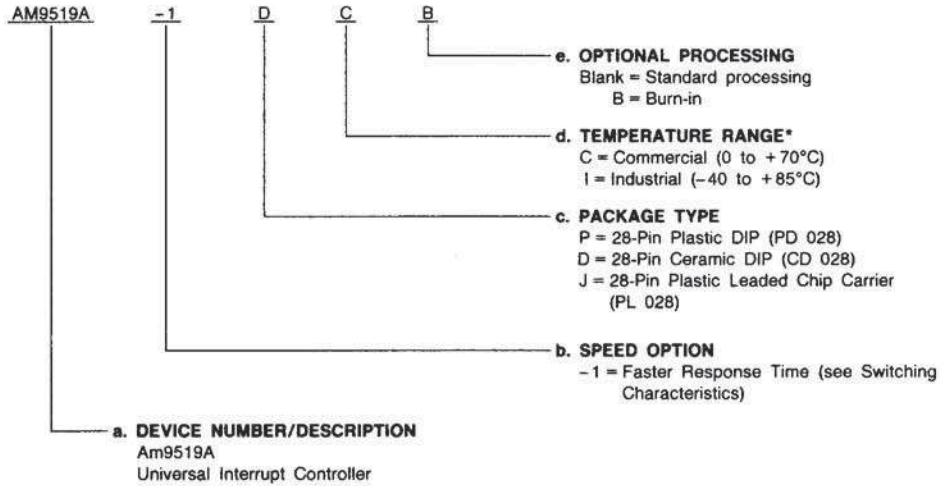 AM9519A -1 D C B
e. OPTIONAL PROCESSING
Blank = Standard processing
B = Burn-in
d. TEMPERATURE RANGE*
C = Commercial (0 to +70°C)
I = Industrial (-40 to +85°C)
c. PACKAGE TYPE
P = 28-Pin Plastic DIP (PD 028)
D = 28-Pin Ceramic DIP (CD 028)
J = 28-Pin Plastic Leaded Chip Carrier
(PL 028)
b. SPEED OPTION
-1 = Faster Response Time (see Switching
Characteristics)
a. DEVICE NUMBER/DESCRIPTION
Am9519A
Universal Interrupt Controller